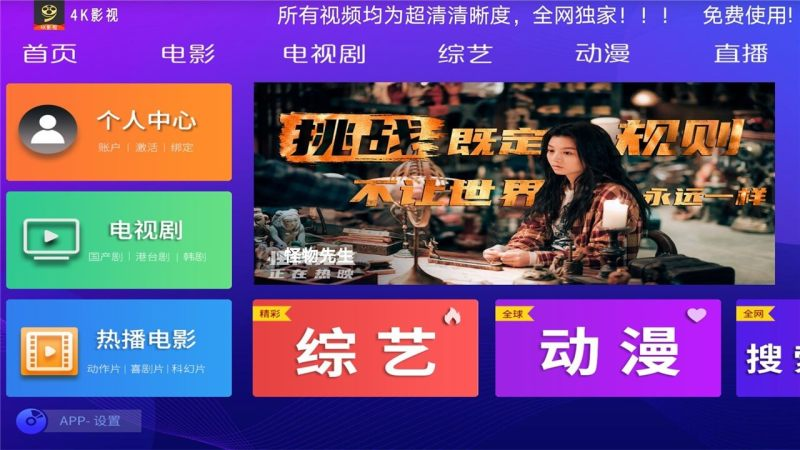 4K影视
所有视频均为超清清晰度，全网独家！！！ 免费使用!
首页 电影 电视剧 综艺 动漫 直播
个人中心
账户 | 激活 | 绑定
挑战既定规则
不让世界永远一样
怪物先生
正在热映
电视剧
国产剧 | 港台剧 | 韩剧
热播电影
动作片 | 喜剧片 | 科幻片
精彩
综艺
全球
动漫
全网
搜索
APP- 设置